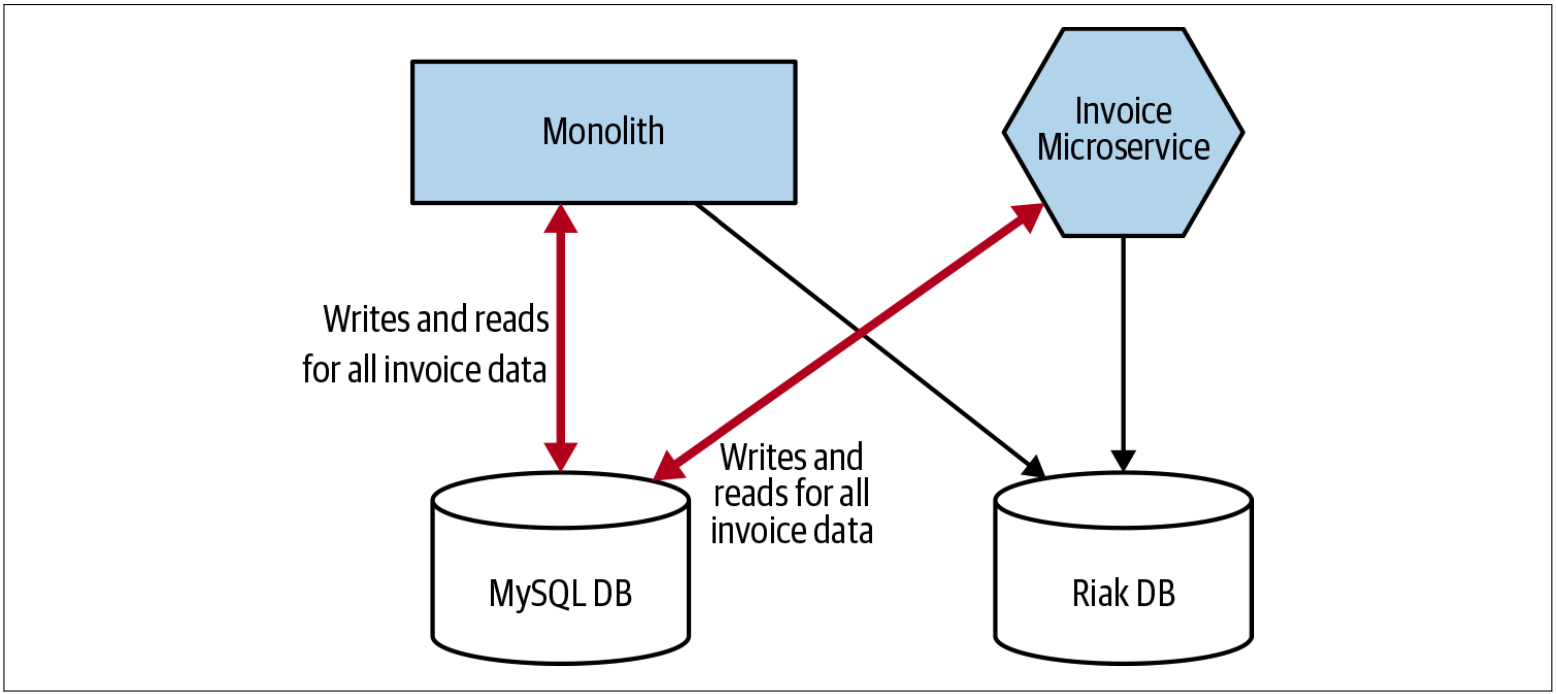 Monolith
Invoice
Microservice
Writes and reads
for all invoice data
Writes and
reads for all
invoice data
MySQL DB
Riak DB